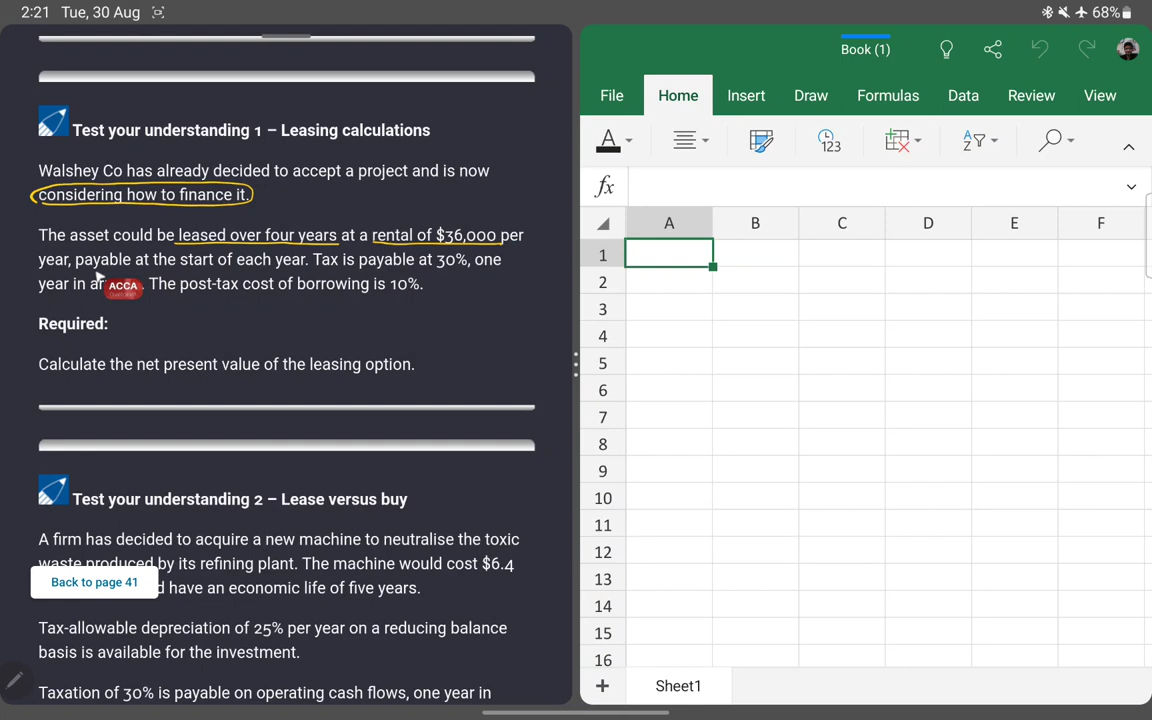 2:21 Tue, 30 Aug
68%
Test your understanding 1 – Leasing calculations
Walshey Co has already decided to accept a project and is now
considering how to finance it.
The asset could be leased over four years at a rental of $36,000 per
year, payable at the start of each year. Tax is payable at 30%, one
year in ar ACCA . The post-tax cost of borrowing is 10%.
Required:
Calculate the net present value of the leasing option.
Test your understanding 2 – Lease versus buy
A firm has decided to acquire a new machine to neutralise the toxic
waste produced by its refining plant. The machine would cost $6.4
Back to page 41 d have an economic life of five years.
Tax-allowable depreciation of 25% per year on a reducing balance
basis is available for the investment.
Taxation of 30% is payable on operating cash flows, one year in
Book (1)
File Home Insert Draw Formulas Data Review View
A 123 A Z
fx
A B C D E F
1
2
3
4
5
6
7
8
9
10
11
12
13
14
15
16
+ Sheet1